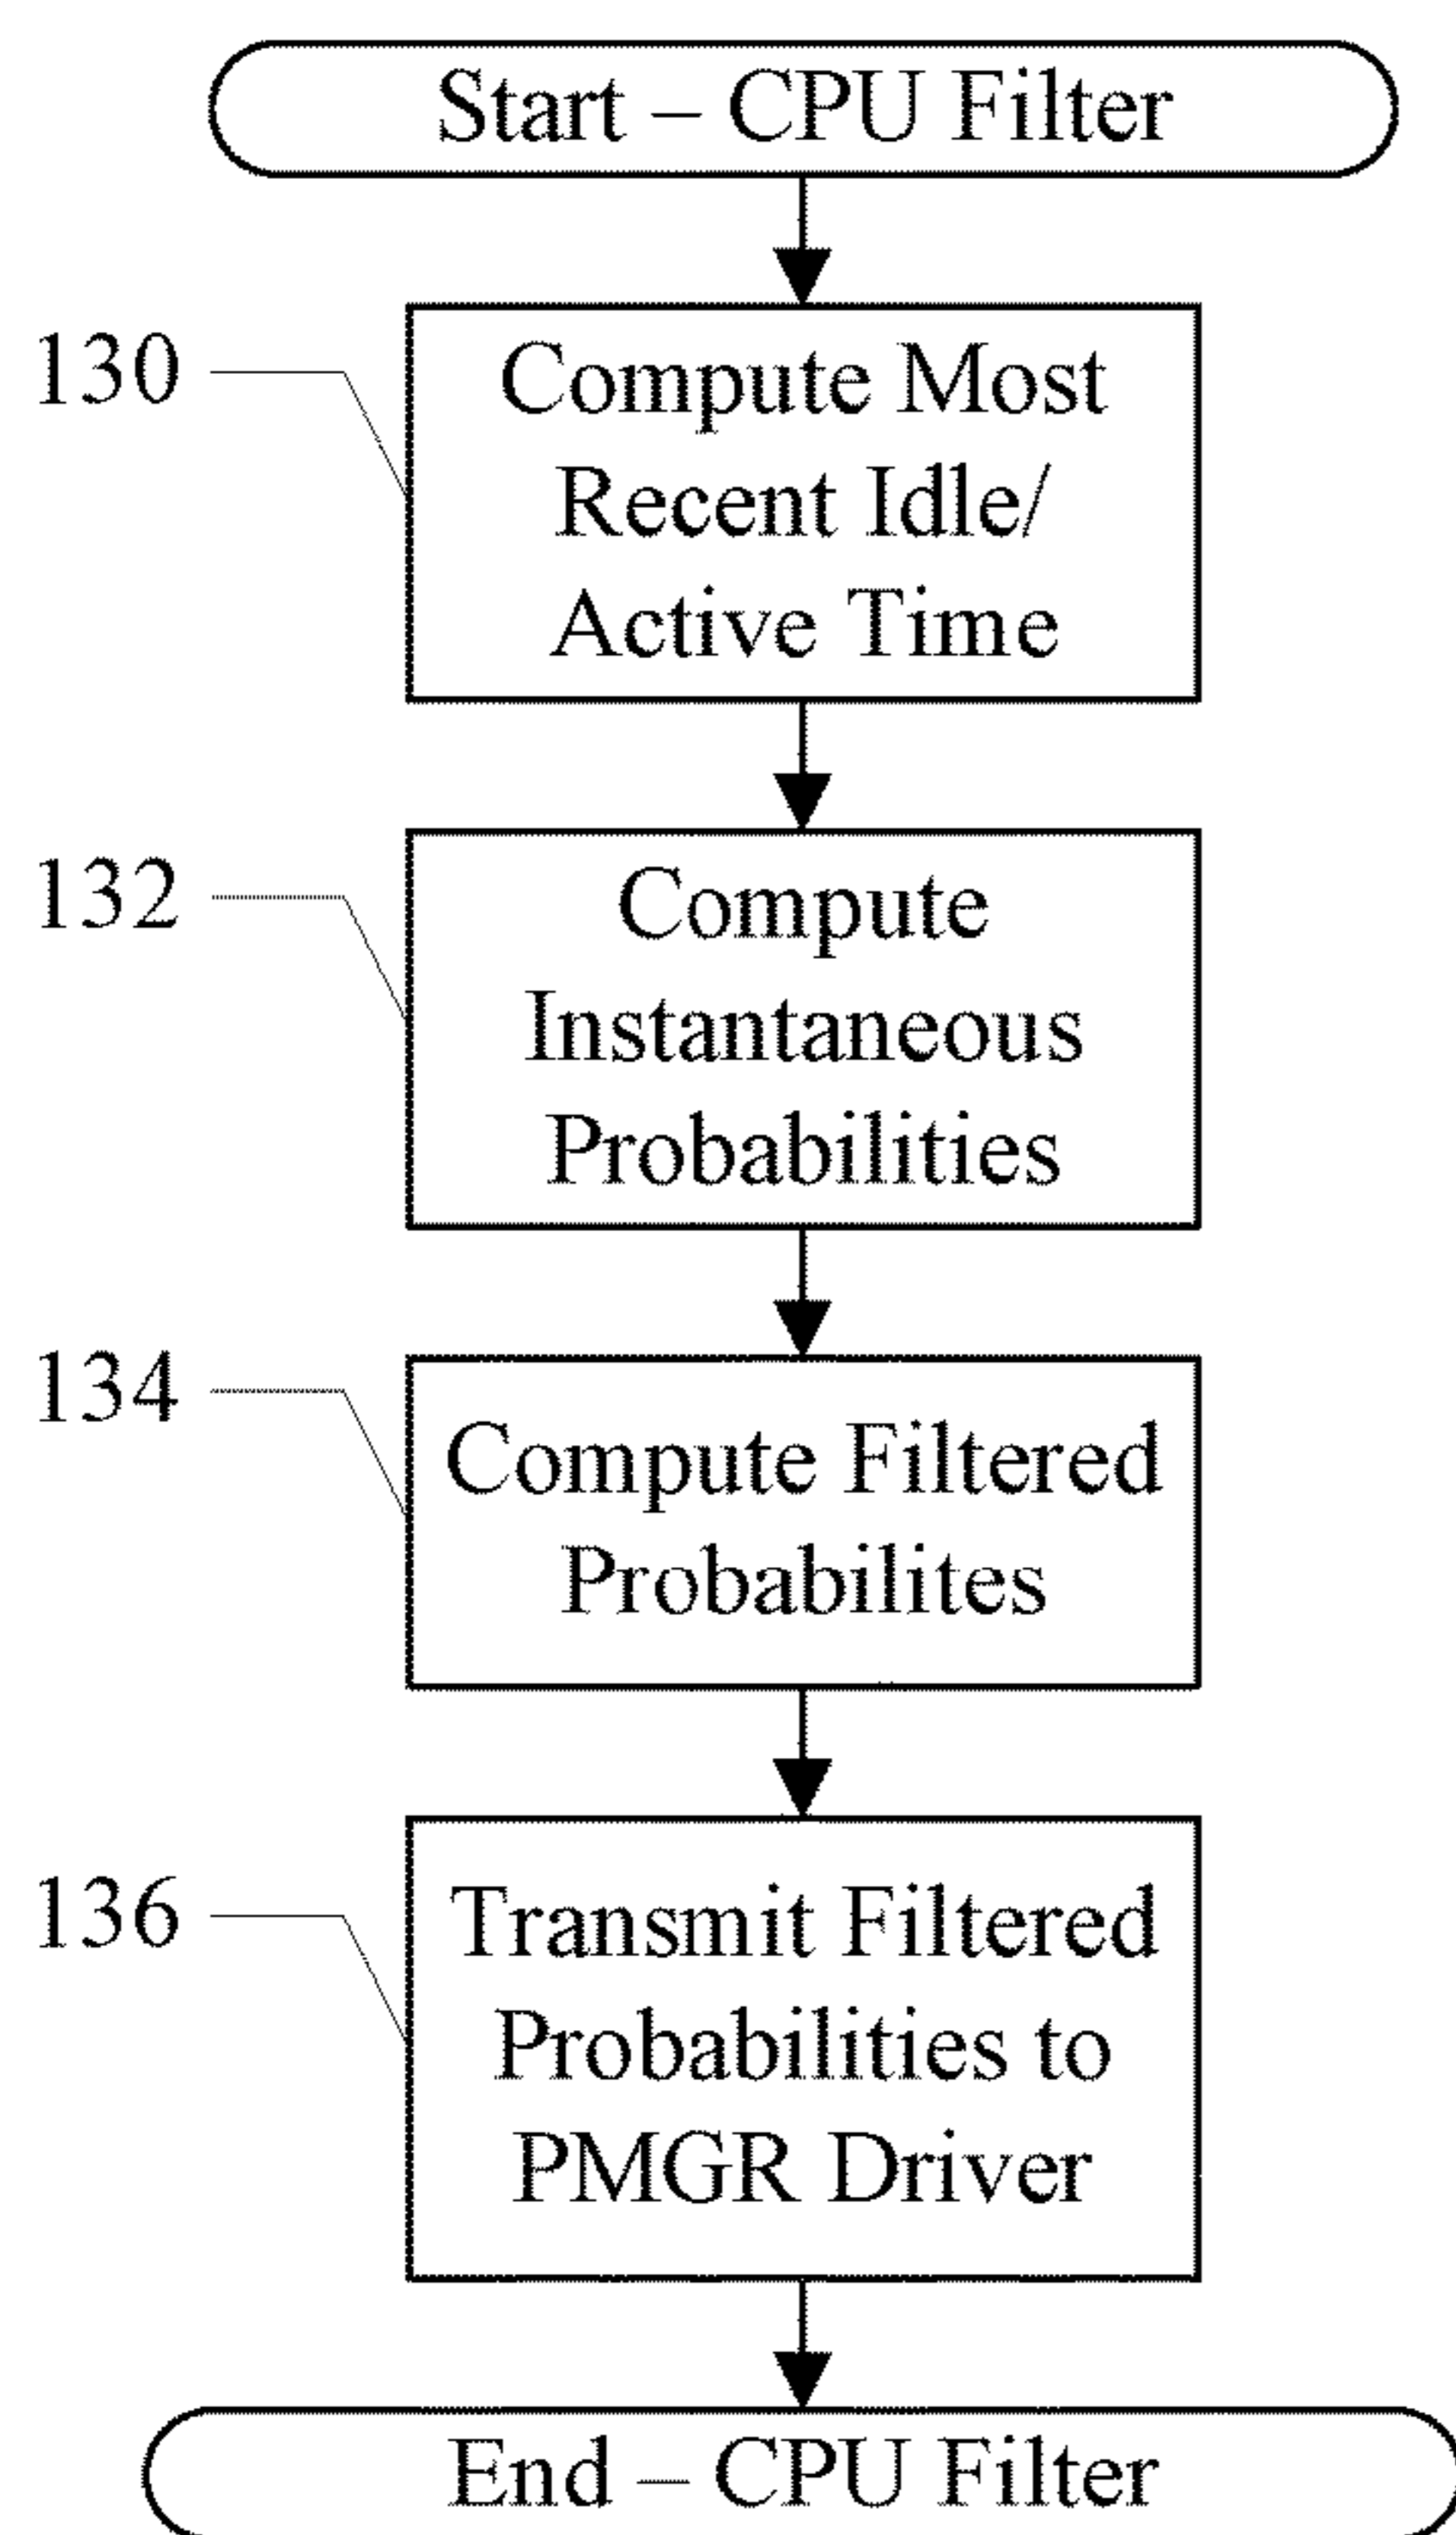 Start – CPU Filter
130
Compute Most
Recent Idle/
Active Time
132
Compute
Instantaneous
Probabilities
134
Compute Filtered
Probabilites
136
Transmit Filtered
Probabilities to
PMGR Driver
End – CPU Filter